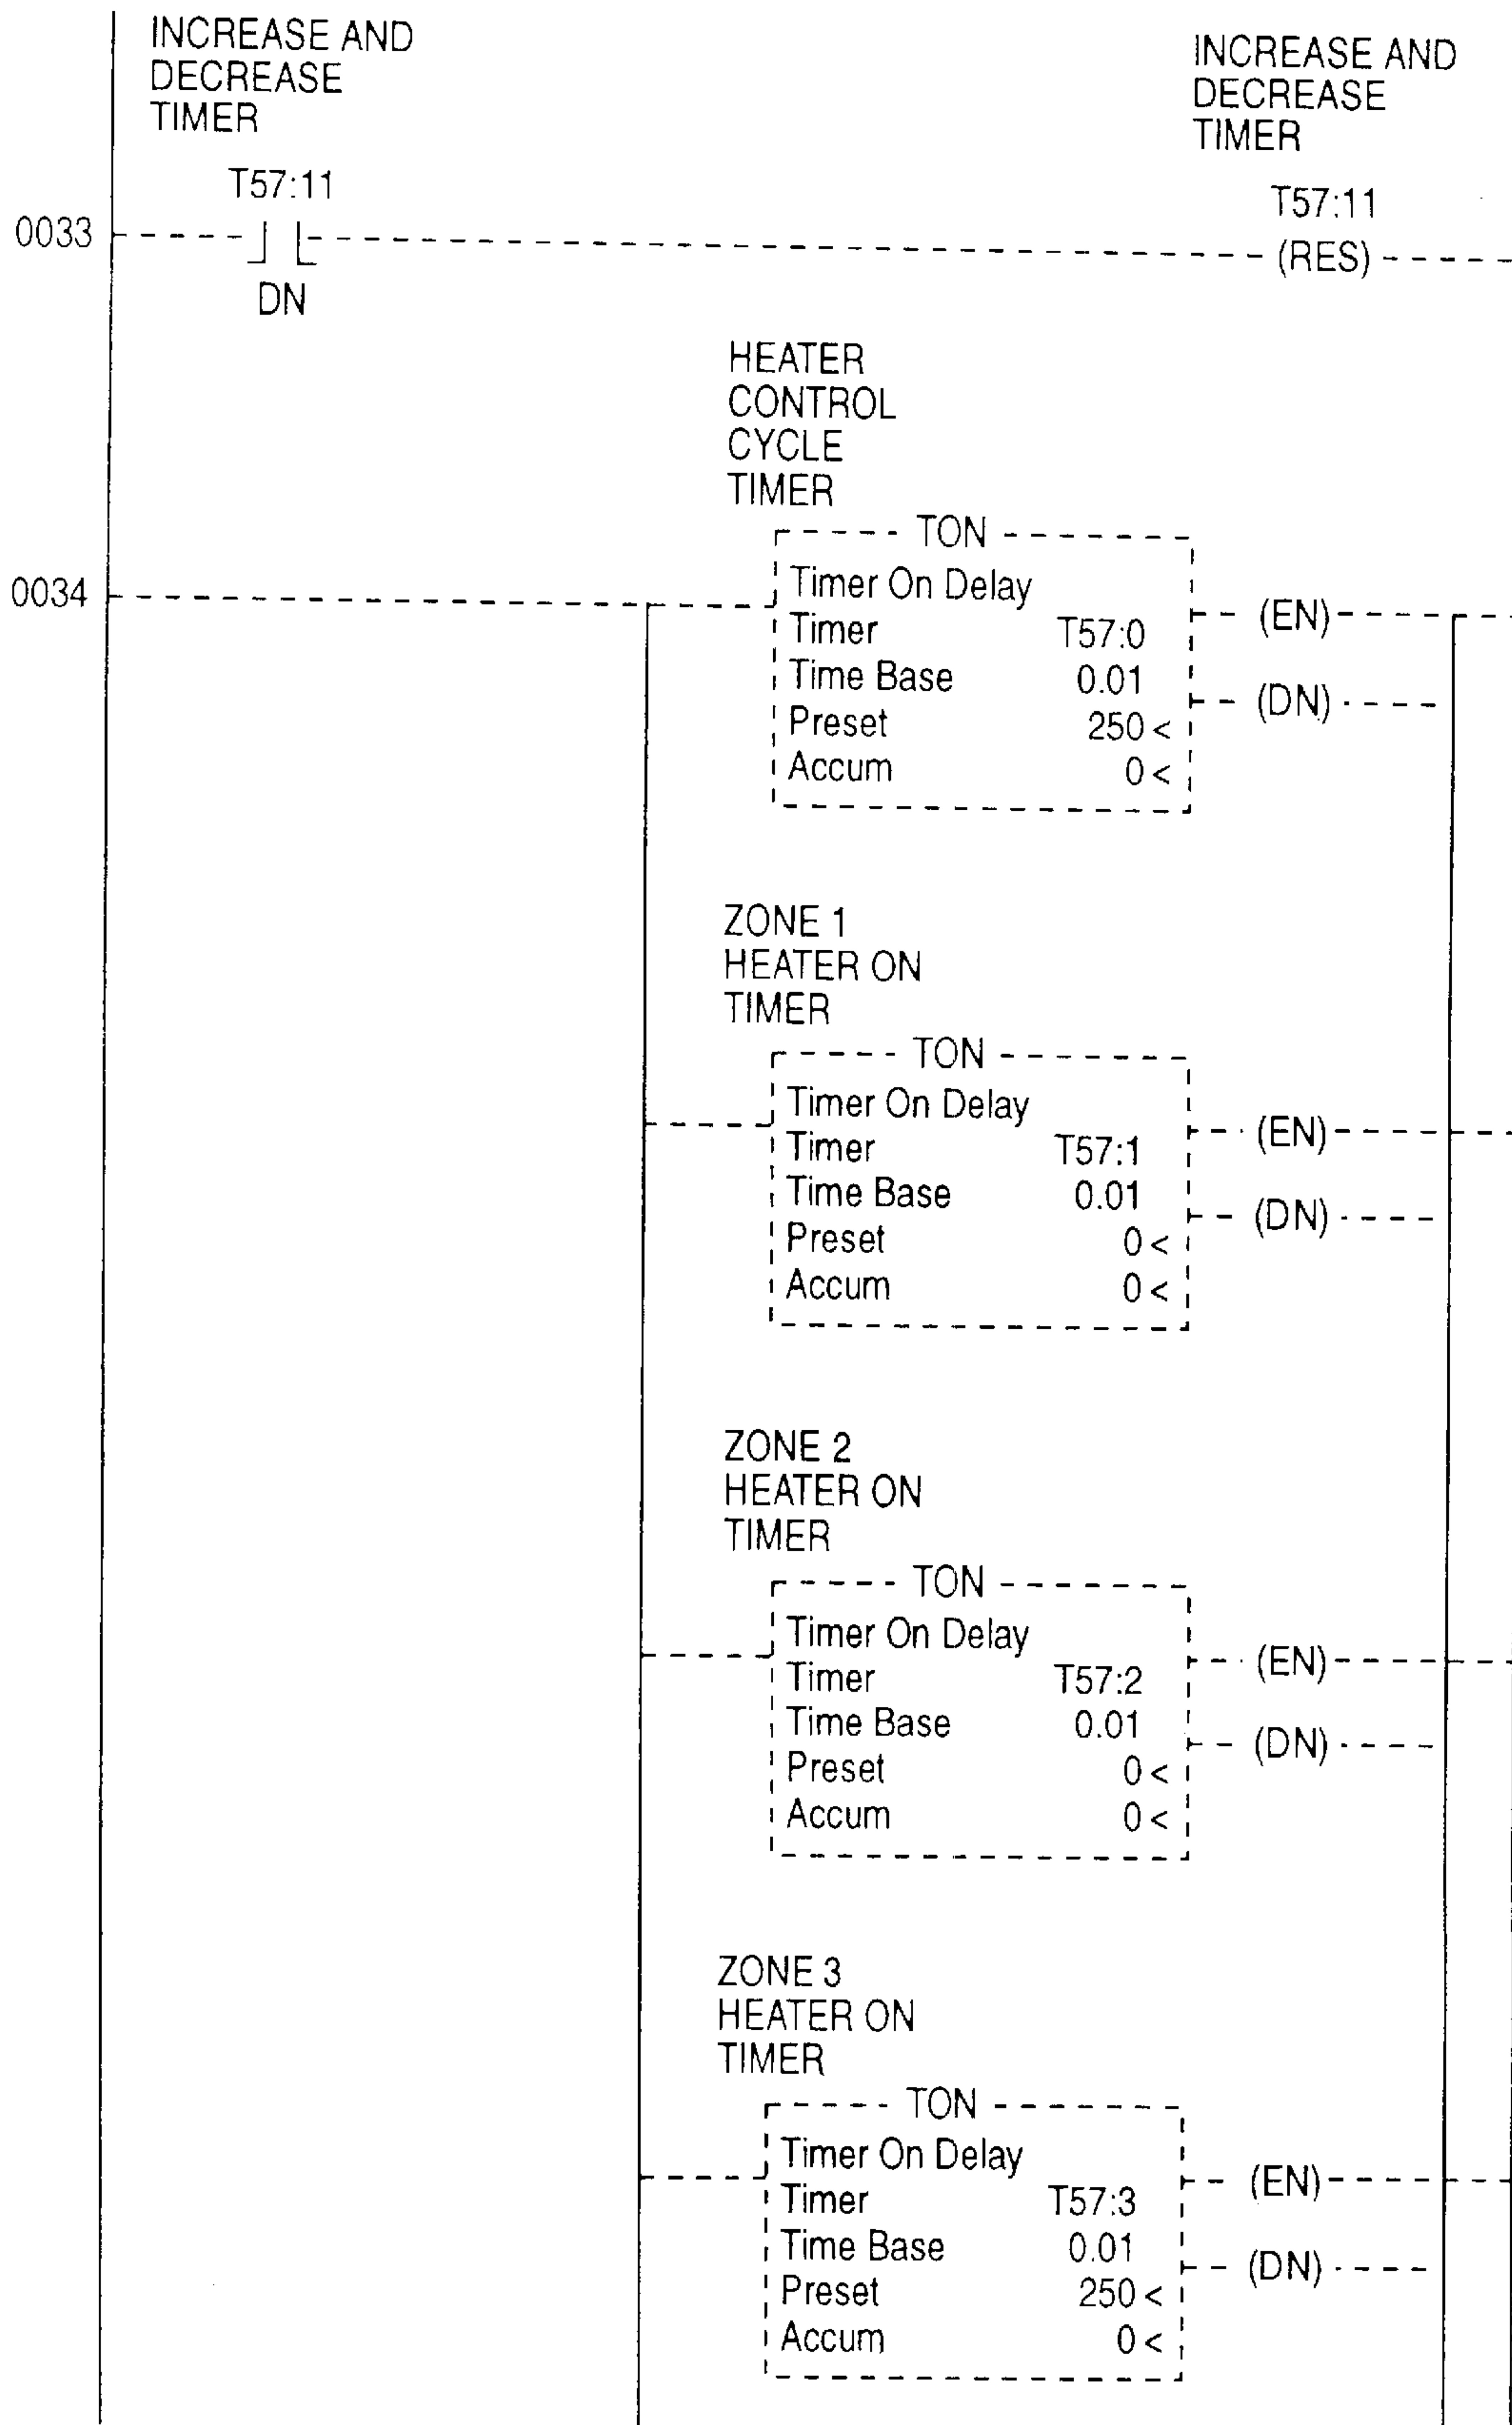 INCREASE AND
DECREASE
TIMER
INCREASE AND
DECREASE
TIMER
T57:11
T57:11
0033
(RES)
DN
HEATER
CONTROL
CYCLE
TIMER
TON
0034
Timer On Delay
Timer T57:0
Time Base 0.01
Preset 250 <
Accum 0 <
(EN)
(DN)
ZONE 1
HEATER ON
TIMER
TON
Timer On Delay
Timer T57:1
Time Base 0.01
Preset 0 <
Accum 0 <
(EN)
(DN)
ZONE 2
HEATER ON
TIMER
TON
Timer On Delay
Timer T57:2
Time Base 0.01
Preset 0 <
Accum 0 <
(EN)
(DN)
ZONE 3
HEATER ON
TIMER
TON
Timer On Delay
Timer T57:3
Time Base 0.01
Preset 250 <
Accum 0 <
(EN)
(DN)